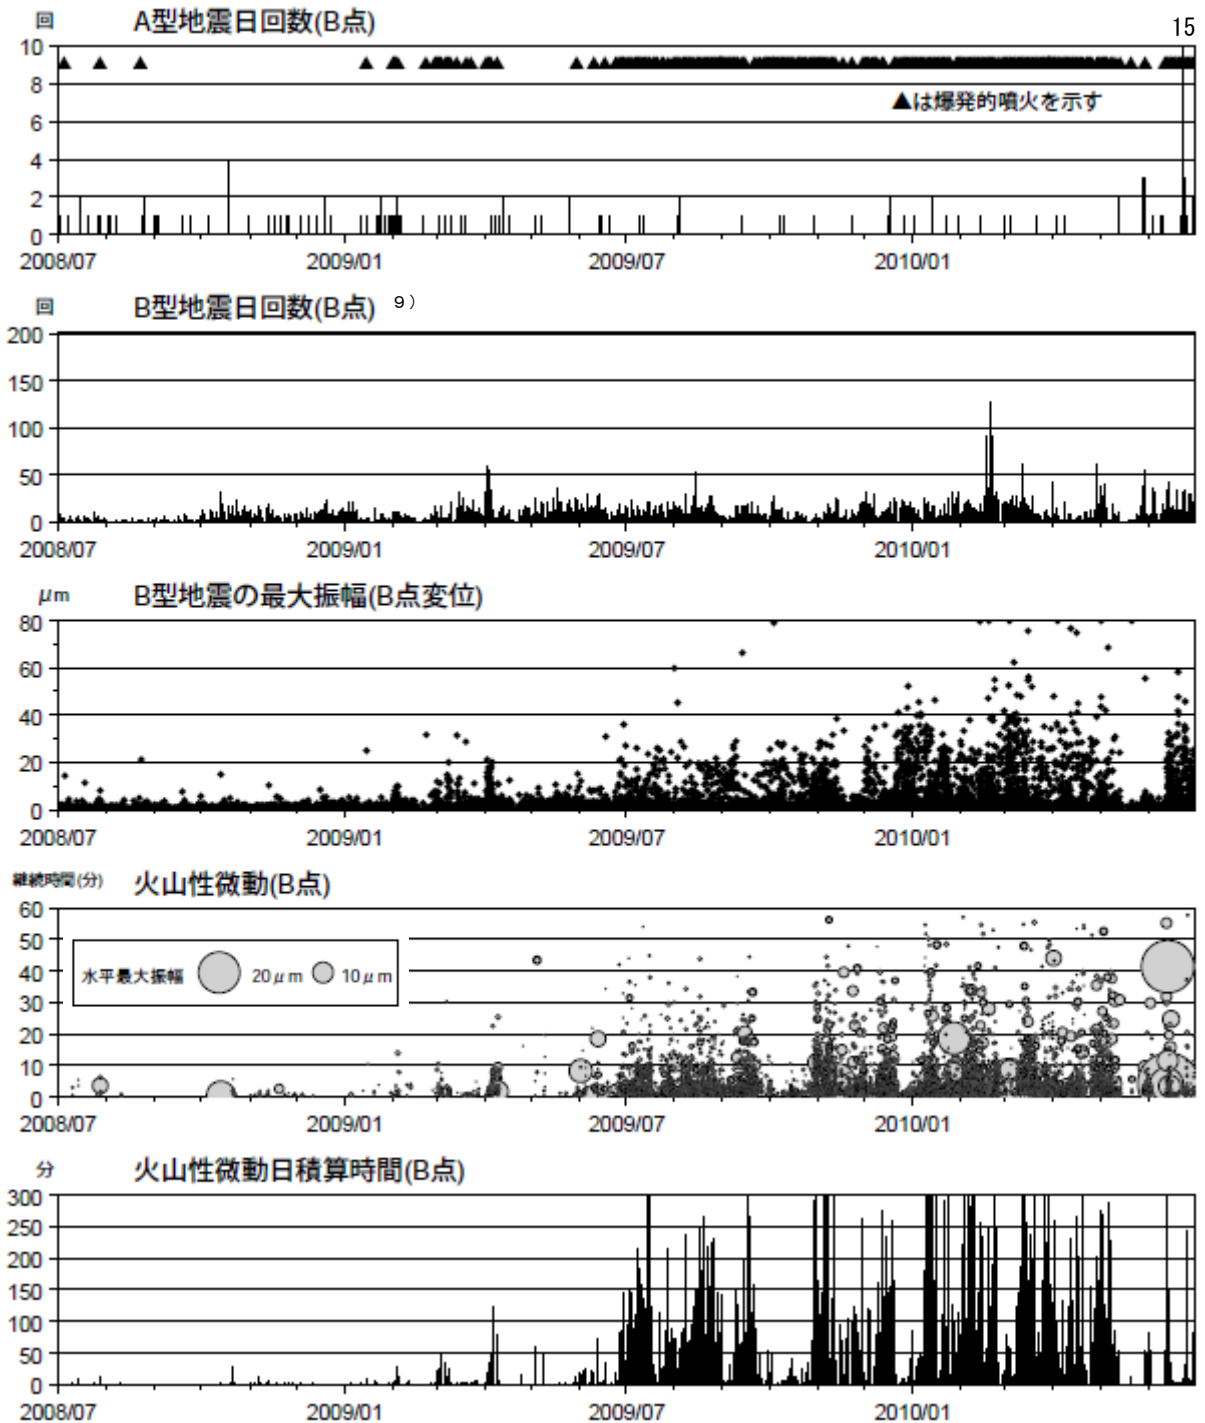 回 A型地震日回数(B点) 15
10
▲は爆発的噴火を示す
8
6
4
2
0
2008/07 2009/01 2009/07 2010/01
回 B型地震日回数(B点) 9)
200
150
100
50
0
2008/07 2009/01 2009/07 2010/01
μm B型地震の最大振幅(B点変位)
80
60
40
20
0
2008/07 2009/01 2009/07 2010/01
継続時間(分) 火山性微動(B点)
60
50
40
水平最大振幅 20μm 10μm
30
20
10
0
2008/07 2009/01 2009/07 2010/01
分 火山性微動日積算時間(B点)
300
250
200
150
100
50
0
2008/07 2009/01 2009/07 2010/01